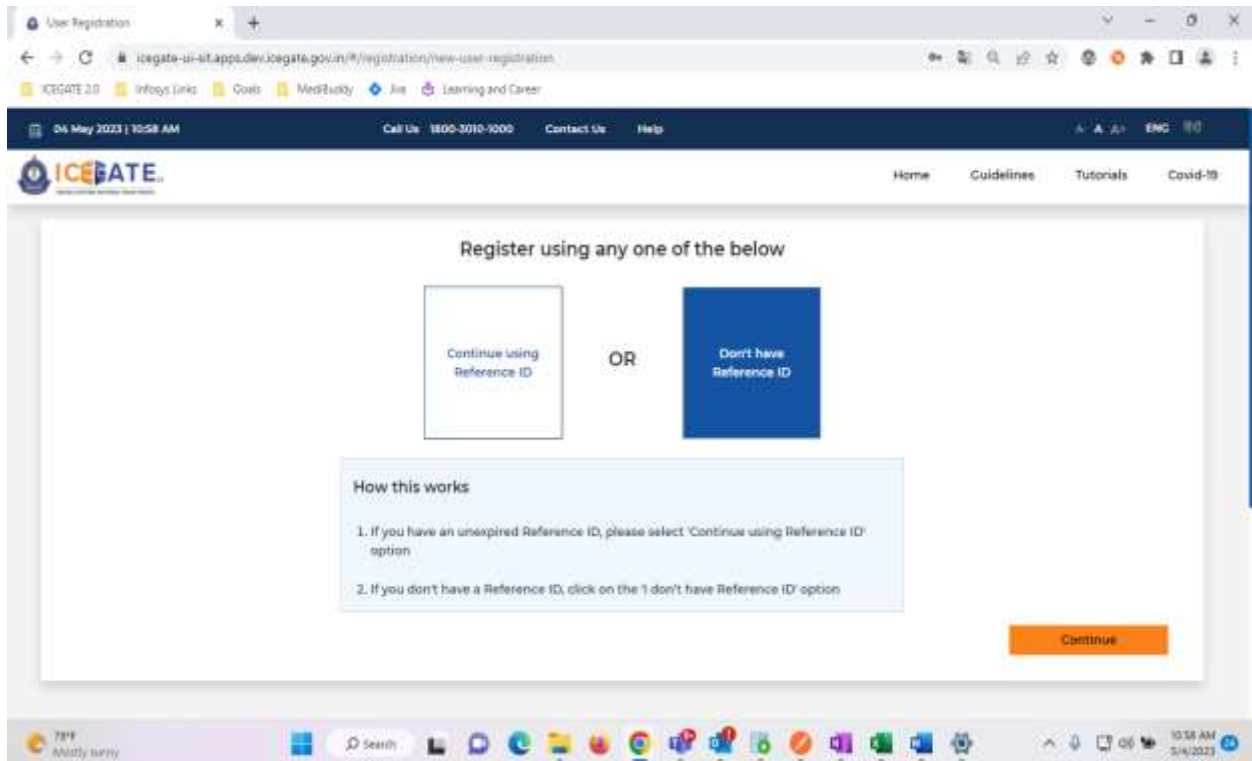 User Registration
icegate-ui-sit.apps.dev.icegate.gov.in/#/registration/new-user-registration
ICEGATE 2.0 Infosys Links Goals MediBuddy Jira Learning and Career
04 May 2023 | 10:58 AM Call Us 1800-3010-1000 Contact Us Help A- A A+ ENG
ICEGATE Home Guidelines Tutorials Covid-19
Register using any one of the below
Continue using
Reference ID
OR
Don't have
Reference ID
How this works
1. If you have an unexpired Reference ID, please select 'Continue using Reference ID'
option
2. If you don't have a Reference ID, click on the 'I don't have Reference ID' option
Continue
78°F
Mostly sunny
Search
10:58 AM
5/4/2023